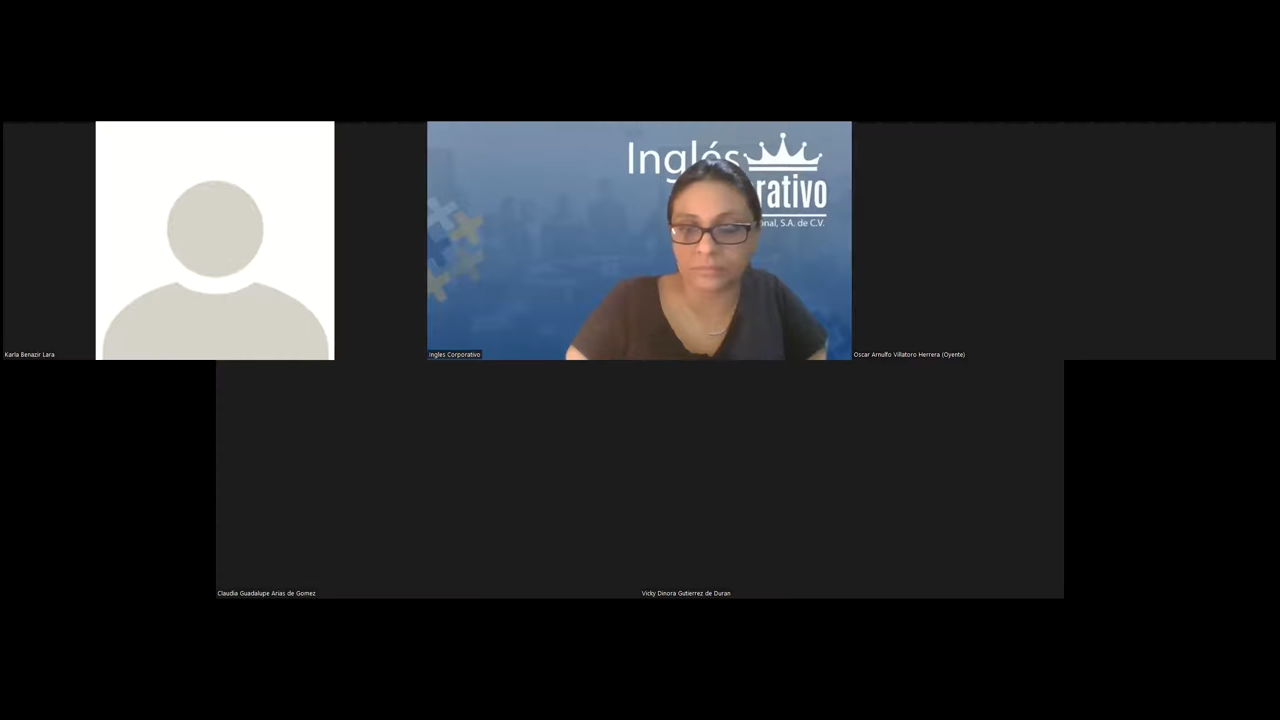 Inglés
rativo
onal, S.A. de C.V.
Karla Benazir Lara
Ingles Corporativo
Oscar Arnulfo Villatoro Herrera (Oyente)
Claudia Guadalupe Arias de Gomez
Vicky Dinora Gutierrez de Duran